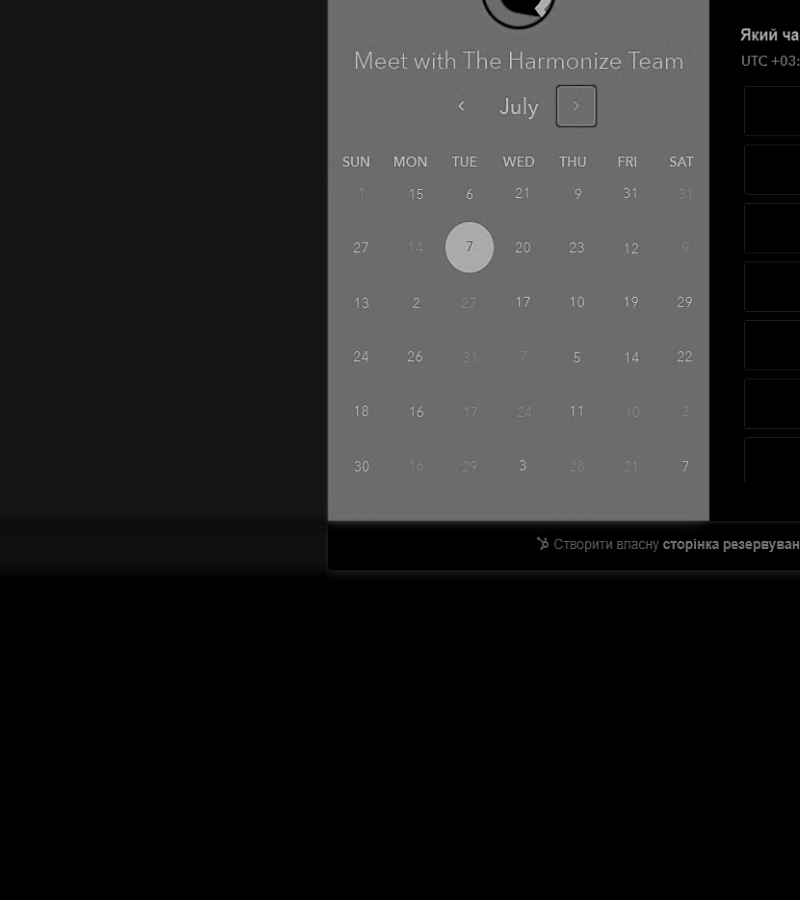 Meet with The Harmonize Team
July
SUN MON TUE WED THU FRI SAT
1 15 6 21 9 31 31
27 14 7 20 23 12 9
13 2 27 17 10 19 29
24 26 31 7 5 14 22
18 16 17 24 11 10 2
30 16 29 3 28 21 7
Який ча
UTC +03:
Створити власну сторінка резервуван